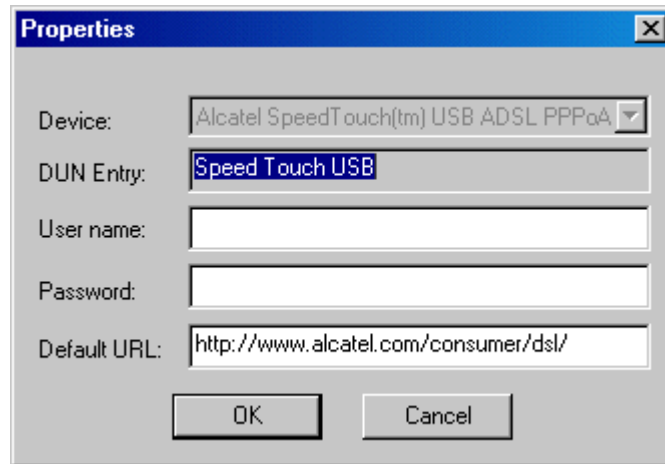 Properties
Device: Alcatel SpeedTouch(tm) USB ADSL PPPoA
DUN Entry: Speed Touch USB
User name:
Password:
Default URL: http://www.alcatel.com/consumer/dsl/
OK Cancel